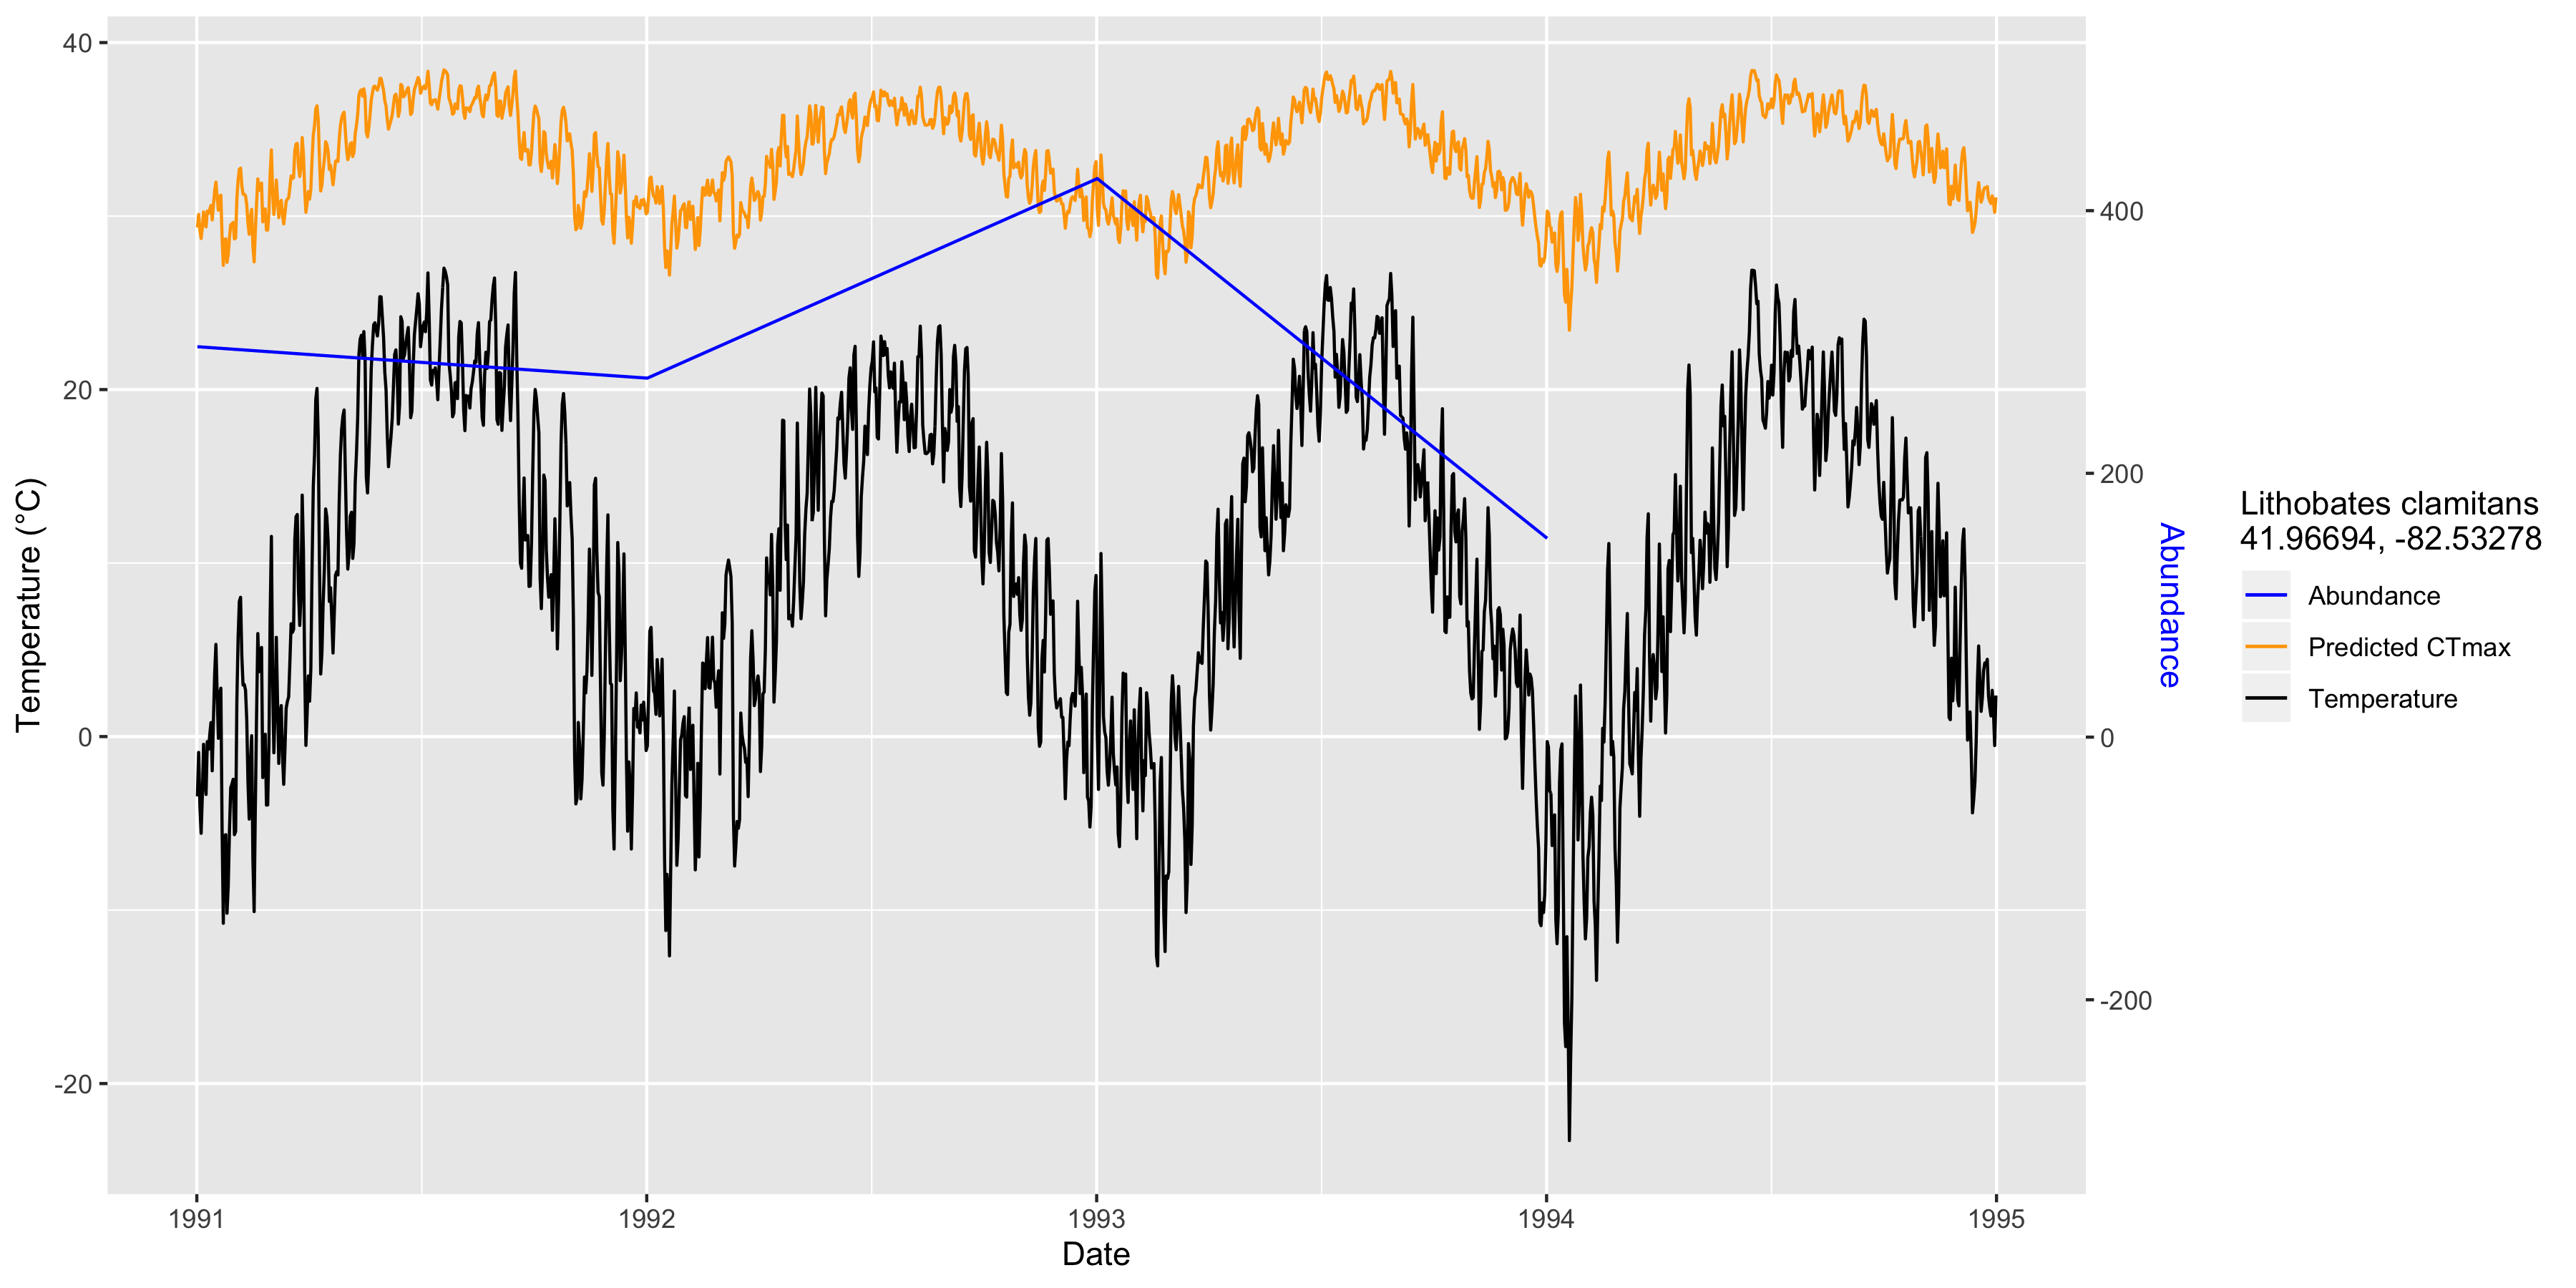 40
20
0
-20
Temperature (°C)
1991
1992
1993
1994
1995
Date
400
200
0
-200
Abundance
Lithobates clamitans
41.96694, -82.53278
Abundance
Predicted CTmax
Temperature